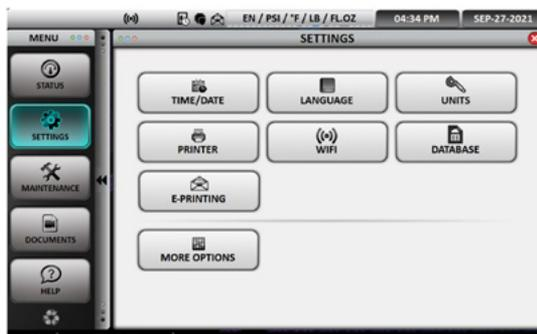 EN / PSI / °F / LB / FL.OZ
04:34 PM
SEP-27-2021
MENU
SETTINGS
STATUS
SETTINGS
MAINTENANCE
DOCUMENTS
HELP
TIME/DATE
LANGUAGE
UNITS
PRINTER
WIFI
DATABASE
E-PRINTING
MORE OPTIONS